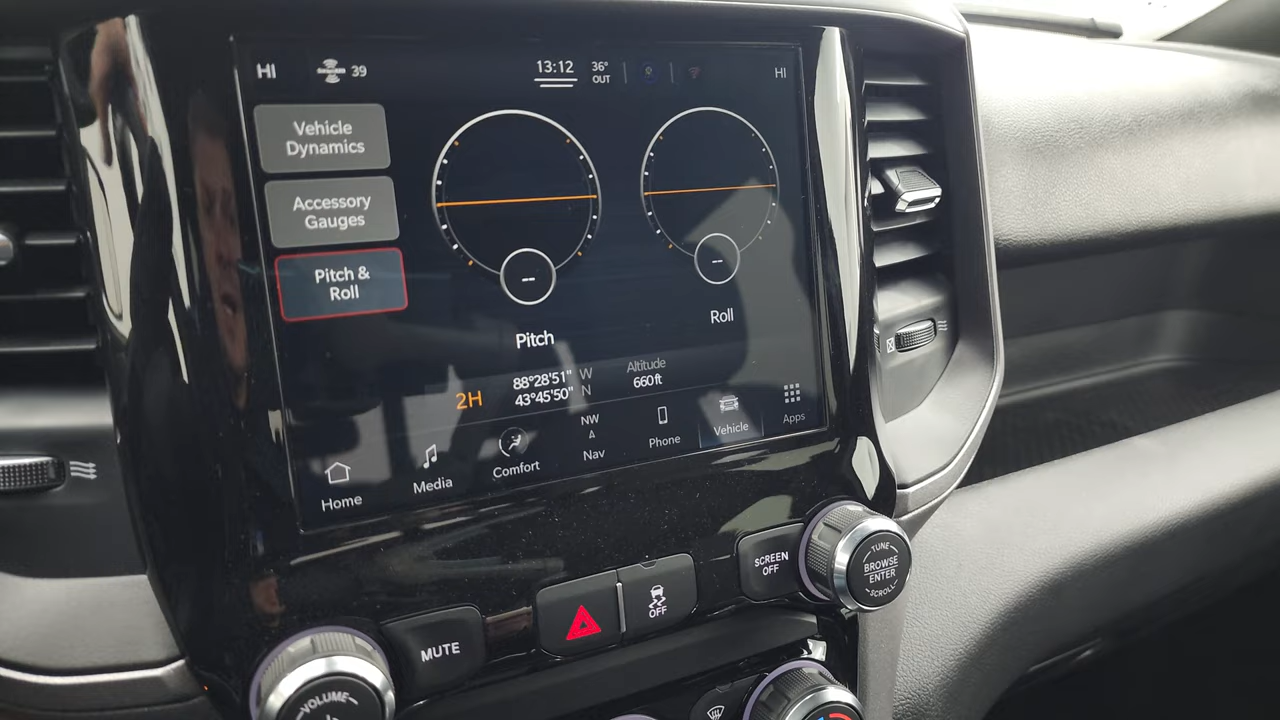 HI
SiriusXM
39
13:12
36°
OUT
HI
Vehicle
Dynamics
Accessory
Gauges
Pitch &
Roll
--
--
Pitch
Roll
2H
88°28'51" W
43°45'50" N
Altitude
660ft
Home
Media
Comfort
NW
Nav
Phone
Vehicle
Apps
SCREEN
OFF
TUNE
BROWSE
ENTER
SCROLL
OFF
MUTE
VOLUME